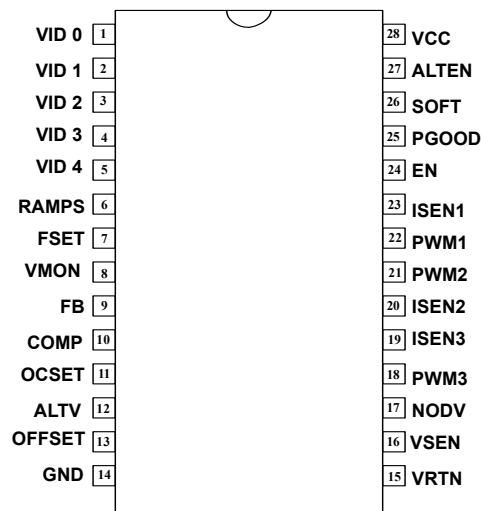 VID 0 1 28 VCC
VID 1 2 27 ALTEN
VID 2 3 26 SOFT
VID 3 4 25 PGOOD
VID 4 5 24 EN
RAMPS 6 23 ISEN1
FSET 7 22 PWM1
VMON 8 21 PWM2
FB 9 20 ISEN2
COMP 10 19 ISEN3
OCSET 11 18 PWM3
ALTV 12 17 NODV
OFFSET 13 16 VSEN
GND 14 15 VRTN